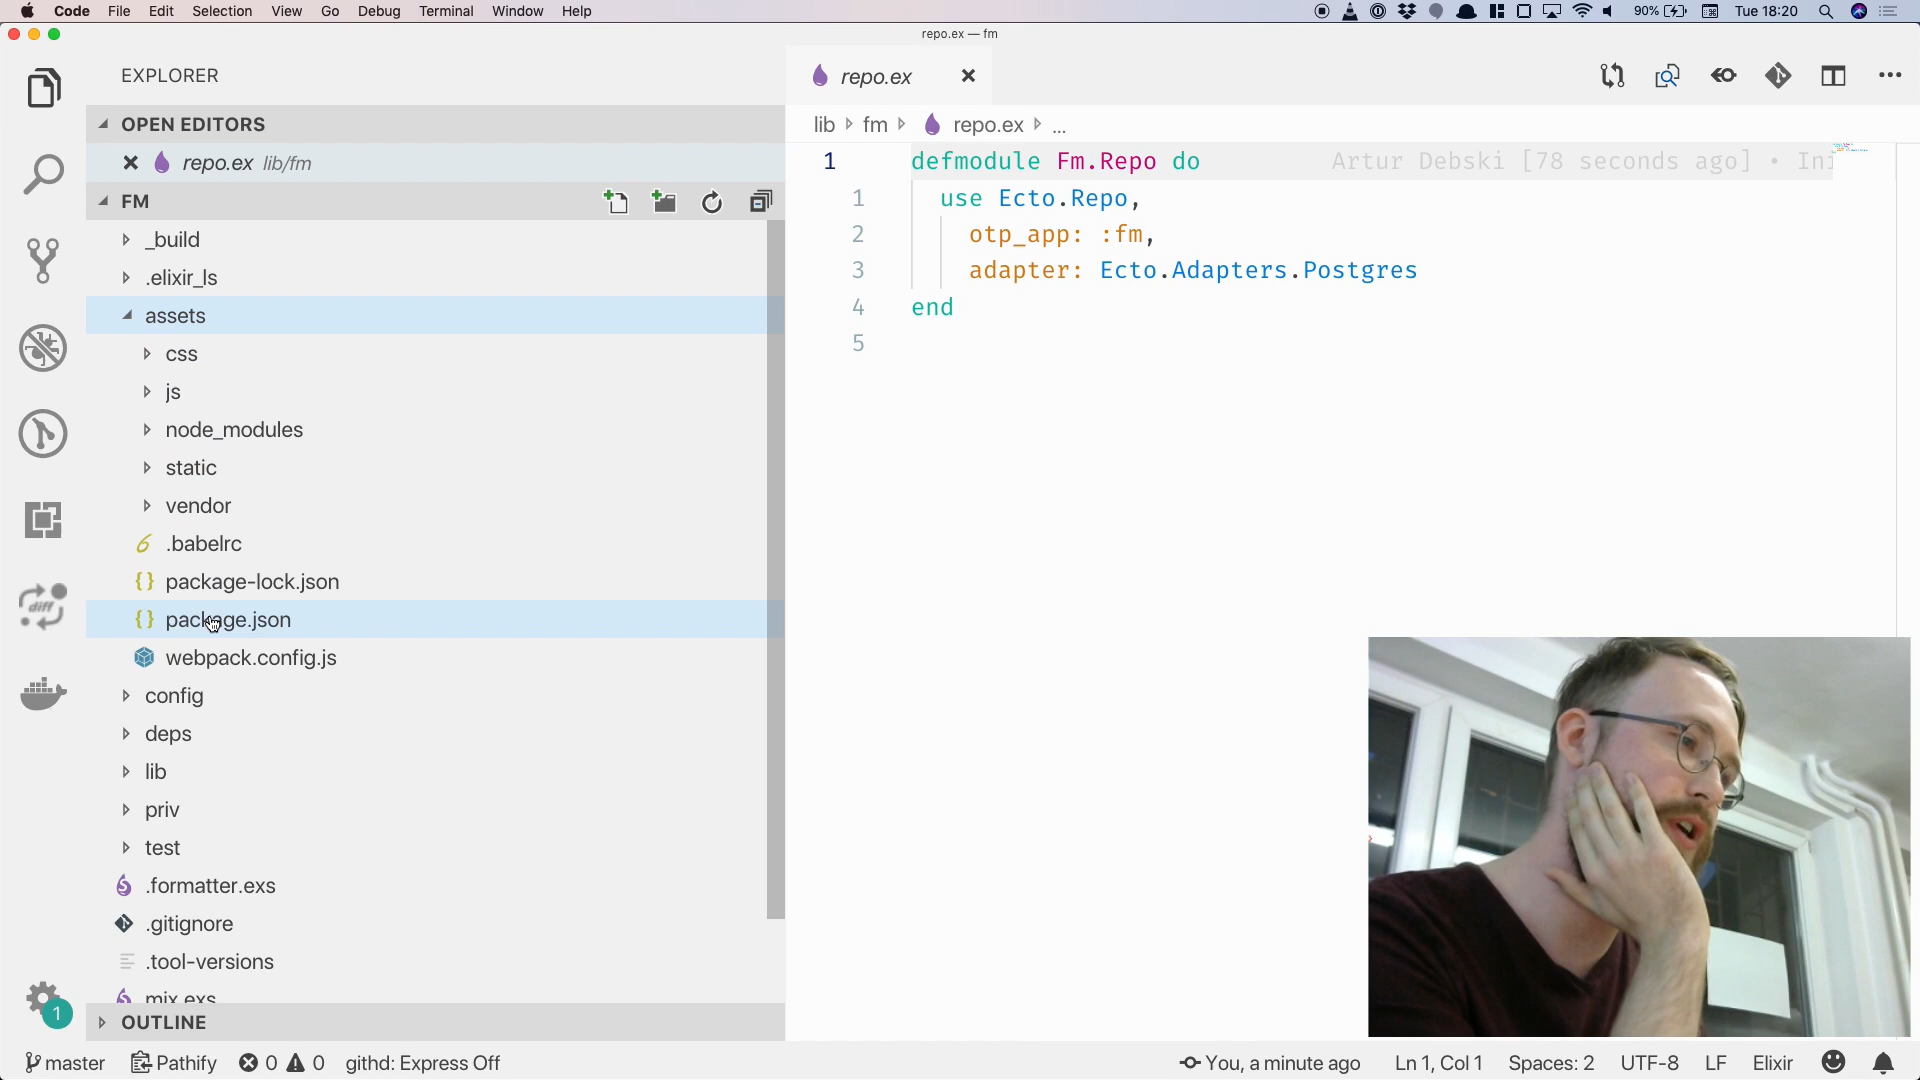 Code File Edit Selection View Go Debug Terminal Window Help 90% Tue 18:20
repo.ex — fm
EXPLORER
OPEN EDITORS
repo.ex lib/fm
FM
_build
.elixir_ls
assets
css
js
node_modules
static
vendor
.babelrc
package-lock.json
package.json
webpack.config.js
config
deps
lib
priv
test
.formatter.exs
.gitignore
.tool-versions
mix.exs
OUTLINE
diff
1
repo.ex
lib fm repo.ex ...
1 defmodule Fm.Repo do Artur Debski [78 seconds ago] • Ini
1 use Ecto.Repo,
2 otp_app: :fm,
3 adapter: Ecto.Adapters.Postgres
4 end
5
master Pathify 0 0 githd: Express Off You, a minute ago Ln 1, Col 1 Spaces: 2 UTF-8 LF Elixir